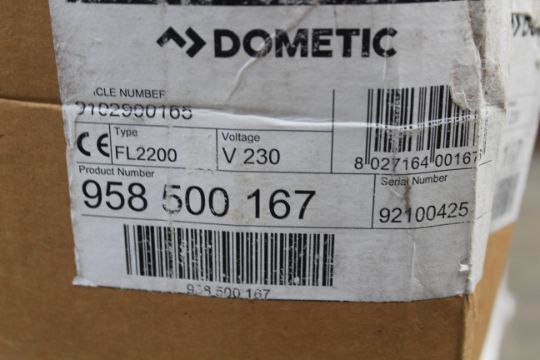 DOMETIC
ICLE NUMBER
9102900165
CE Type FL2200
Voltage V 230
8 027164 00167
Product Number
958 500 167
Serial Number
92100425
958 500 167